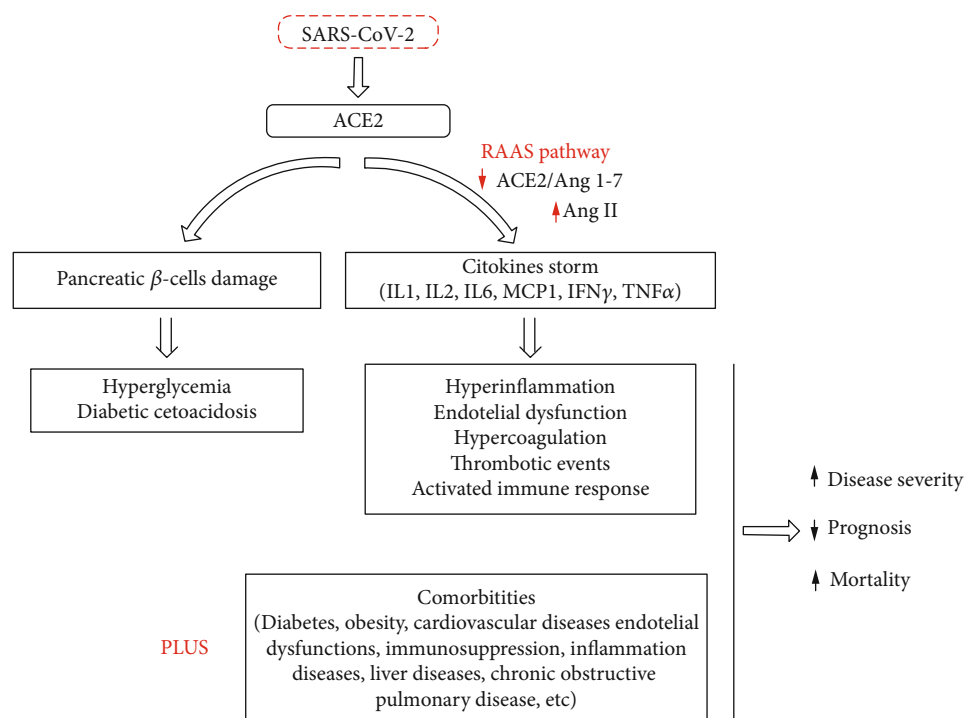 SARS-CoV-2
ACE2
RAAS pathway
ACE2/Ang 1-7
Ang II
Pancreatic β-cells damage
Citokines storm
(IL1, IL2, IL6, MCP1, IFNγ, TNFα)
Hyperglycemia
Diabetic cetoacidosis
Hyperinflammation
Endotelial dysfunction
Hypercoagulation
Thrombotic events
Activated immune response
Disease severity
Prognosis
Mortality
PLUS
Comorbitities
(Diabetes, obesity, cardiovascular diseases endotelial
dysfunctions, immunosuppression, inflammation
diseases, liver diseases, chronic obstructive
pulmonary disease, etc)